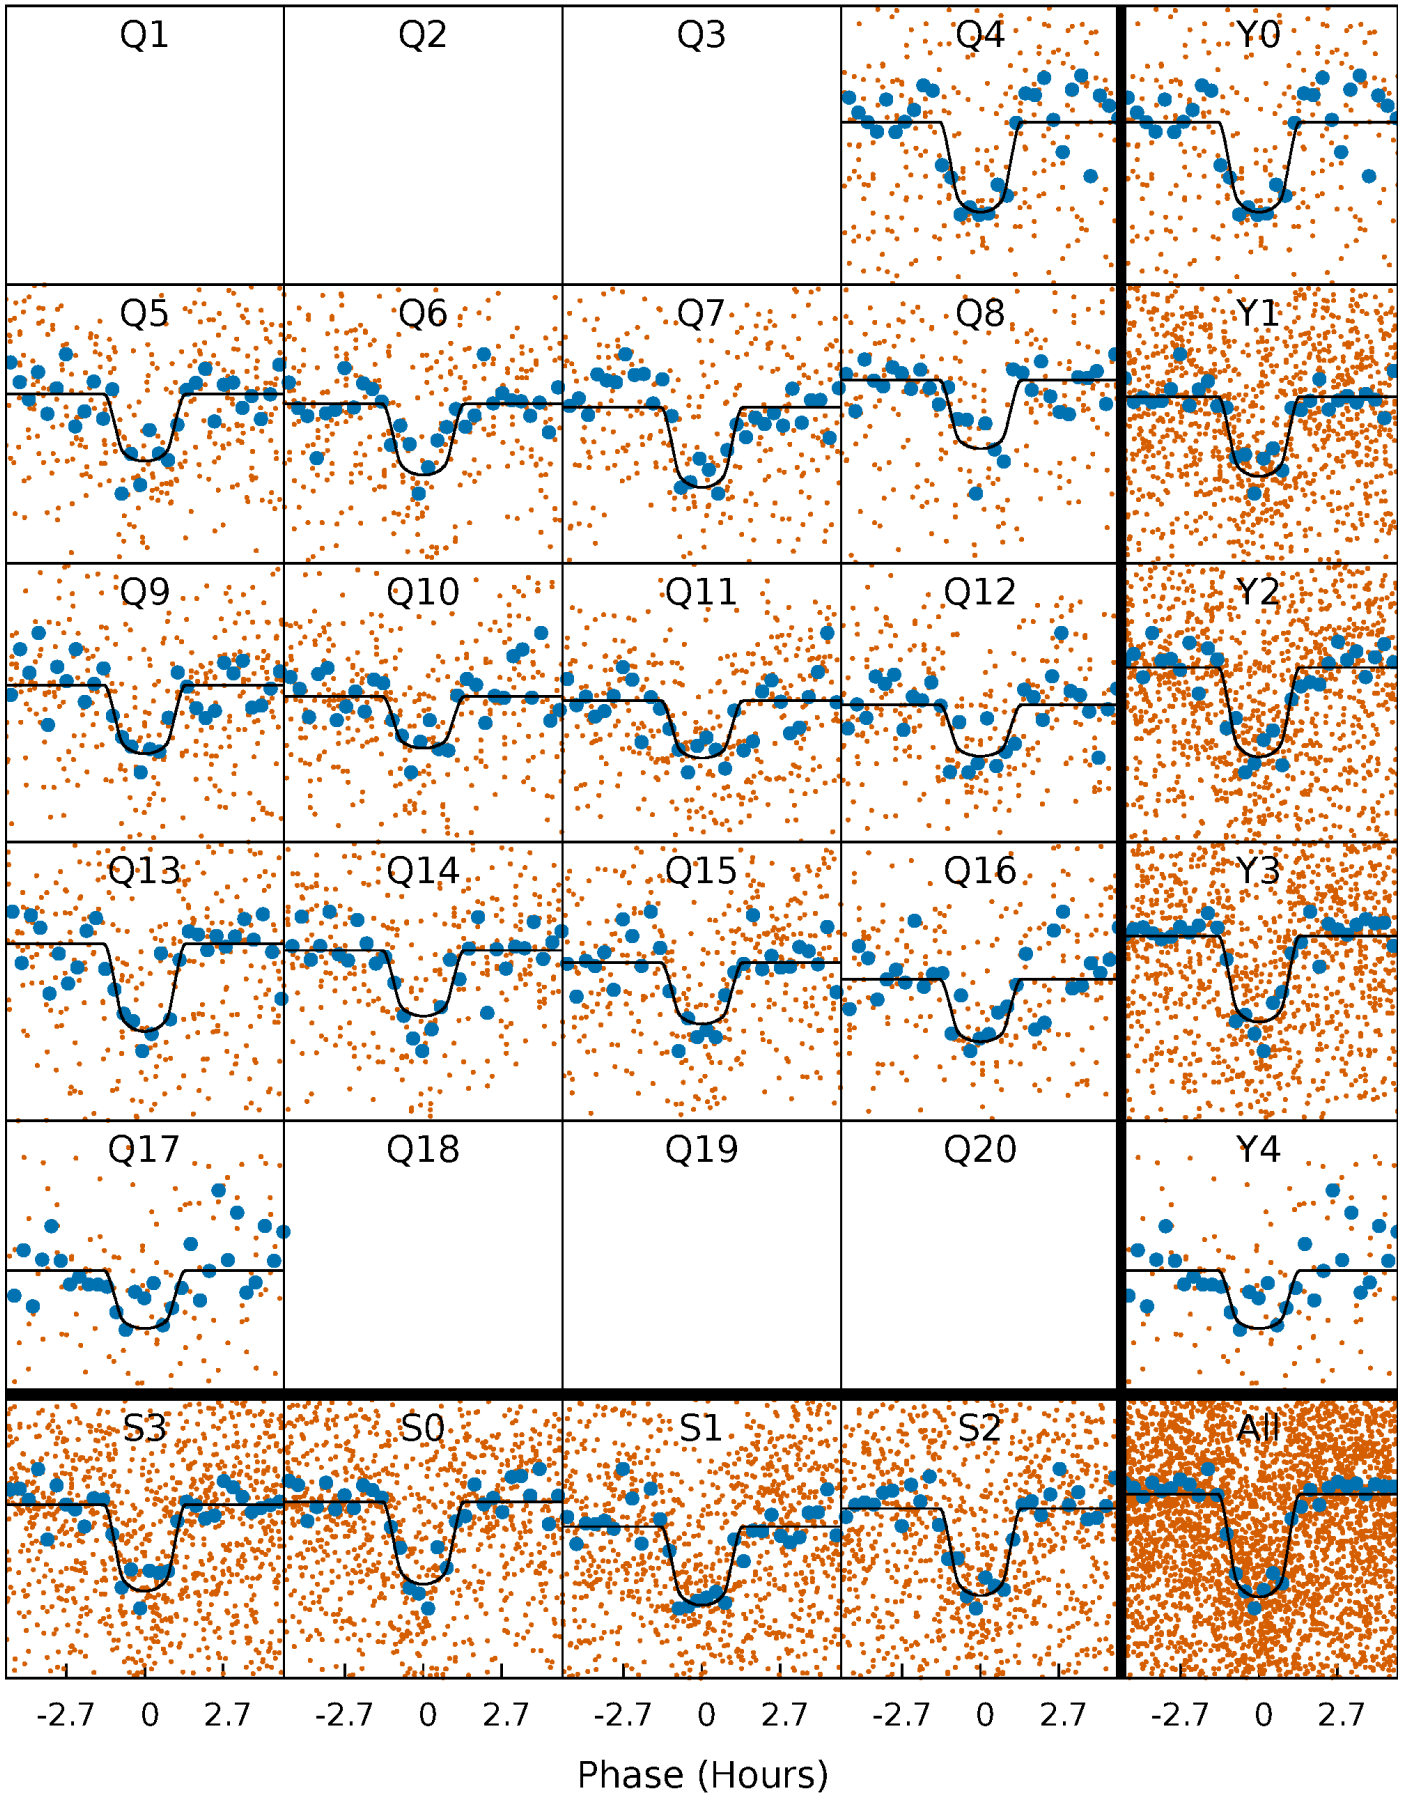 Q1 Q2 Q3 Q4 Y0
Q5 Q6 Q7 Q8 Y1
Q9 Q10 Q11 Q12 Y2
Q13 Q14 Q15 Q16 Y3
Q17 Q18 Q19 Q20 Y4
S3 S0 S1 S2 All
-2.7 0 2.7 -2.7 0 2.7 -2.7 0 2.7 -2.7 0 2.7 -2.7 0 2.7
Phase (Hours)